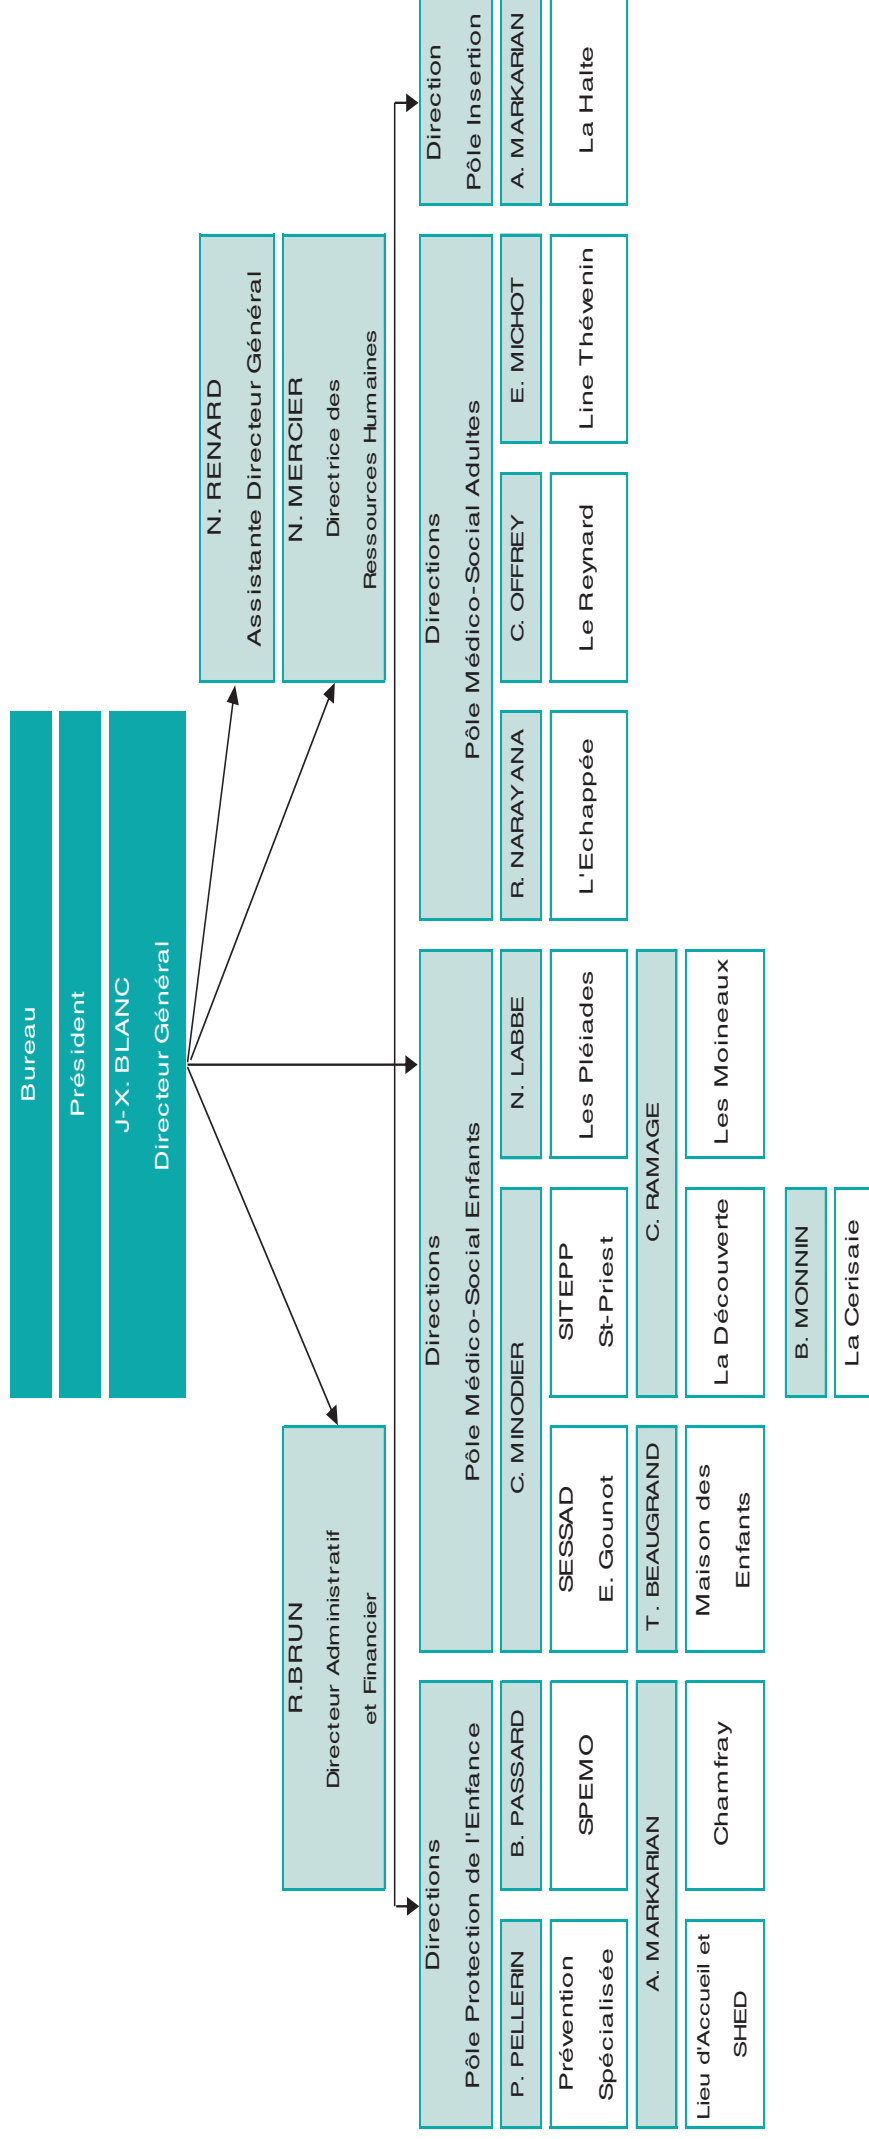 Bureau
Président
J-X. BLANC
Directeur Général
N. RENARD
Assistante Directeur Général
R.BRUN
Directeur Administratif
et Financier
N. MERCIER
Directrice des
Ressources Humaines
Directions
Pôle Protection de l'Enfance
P. PELLERIN
Prévention
Spécialisée
B. PASSARD
SPEMO
A. MARKARIAN
Lieu d'Accueil et
SHED
Chamfray
Directions
Pôle Médico-Social Enfants
C. MINODIER
SESSAD
E. Gounot
SITEPP
St-Priest
N. LABBE
Les Pléiades
T. BEAUGRAND
Maison des
Enfants
C. RAMAGE
La Découverte
Les Moineaux
B. MONNIN
La Cerisaie
Directions
Pôle Médico-Social Adultes
R. NARAYANA
L'Echappée
C. OFFREY
Le Reynard
E. MICHOT
Line Thévenin
Direction
Pôle Insertion
A. MARKARIAN
La Halte